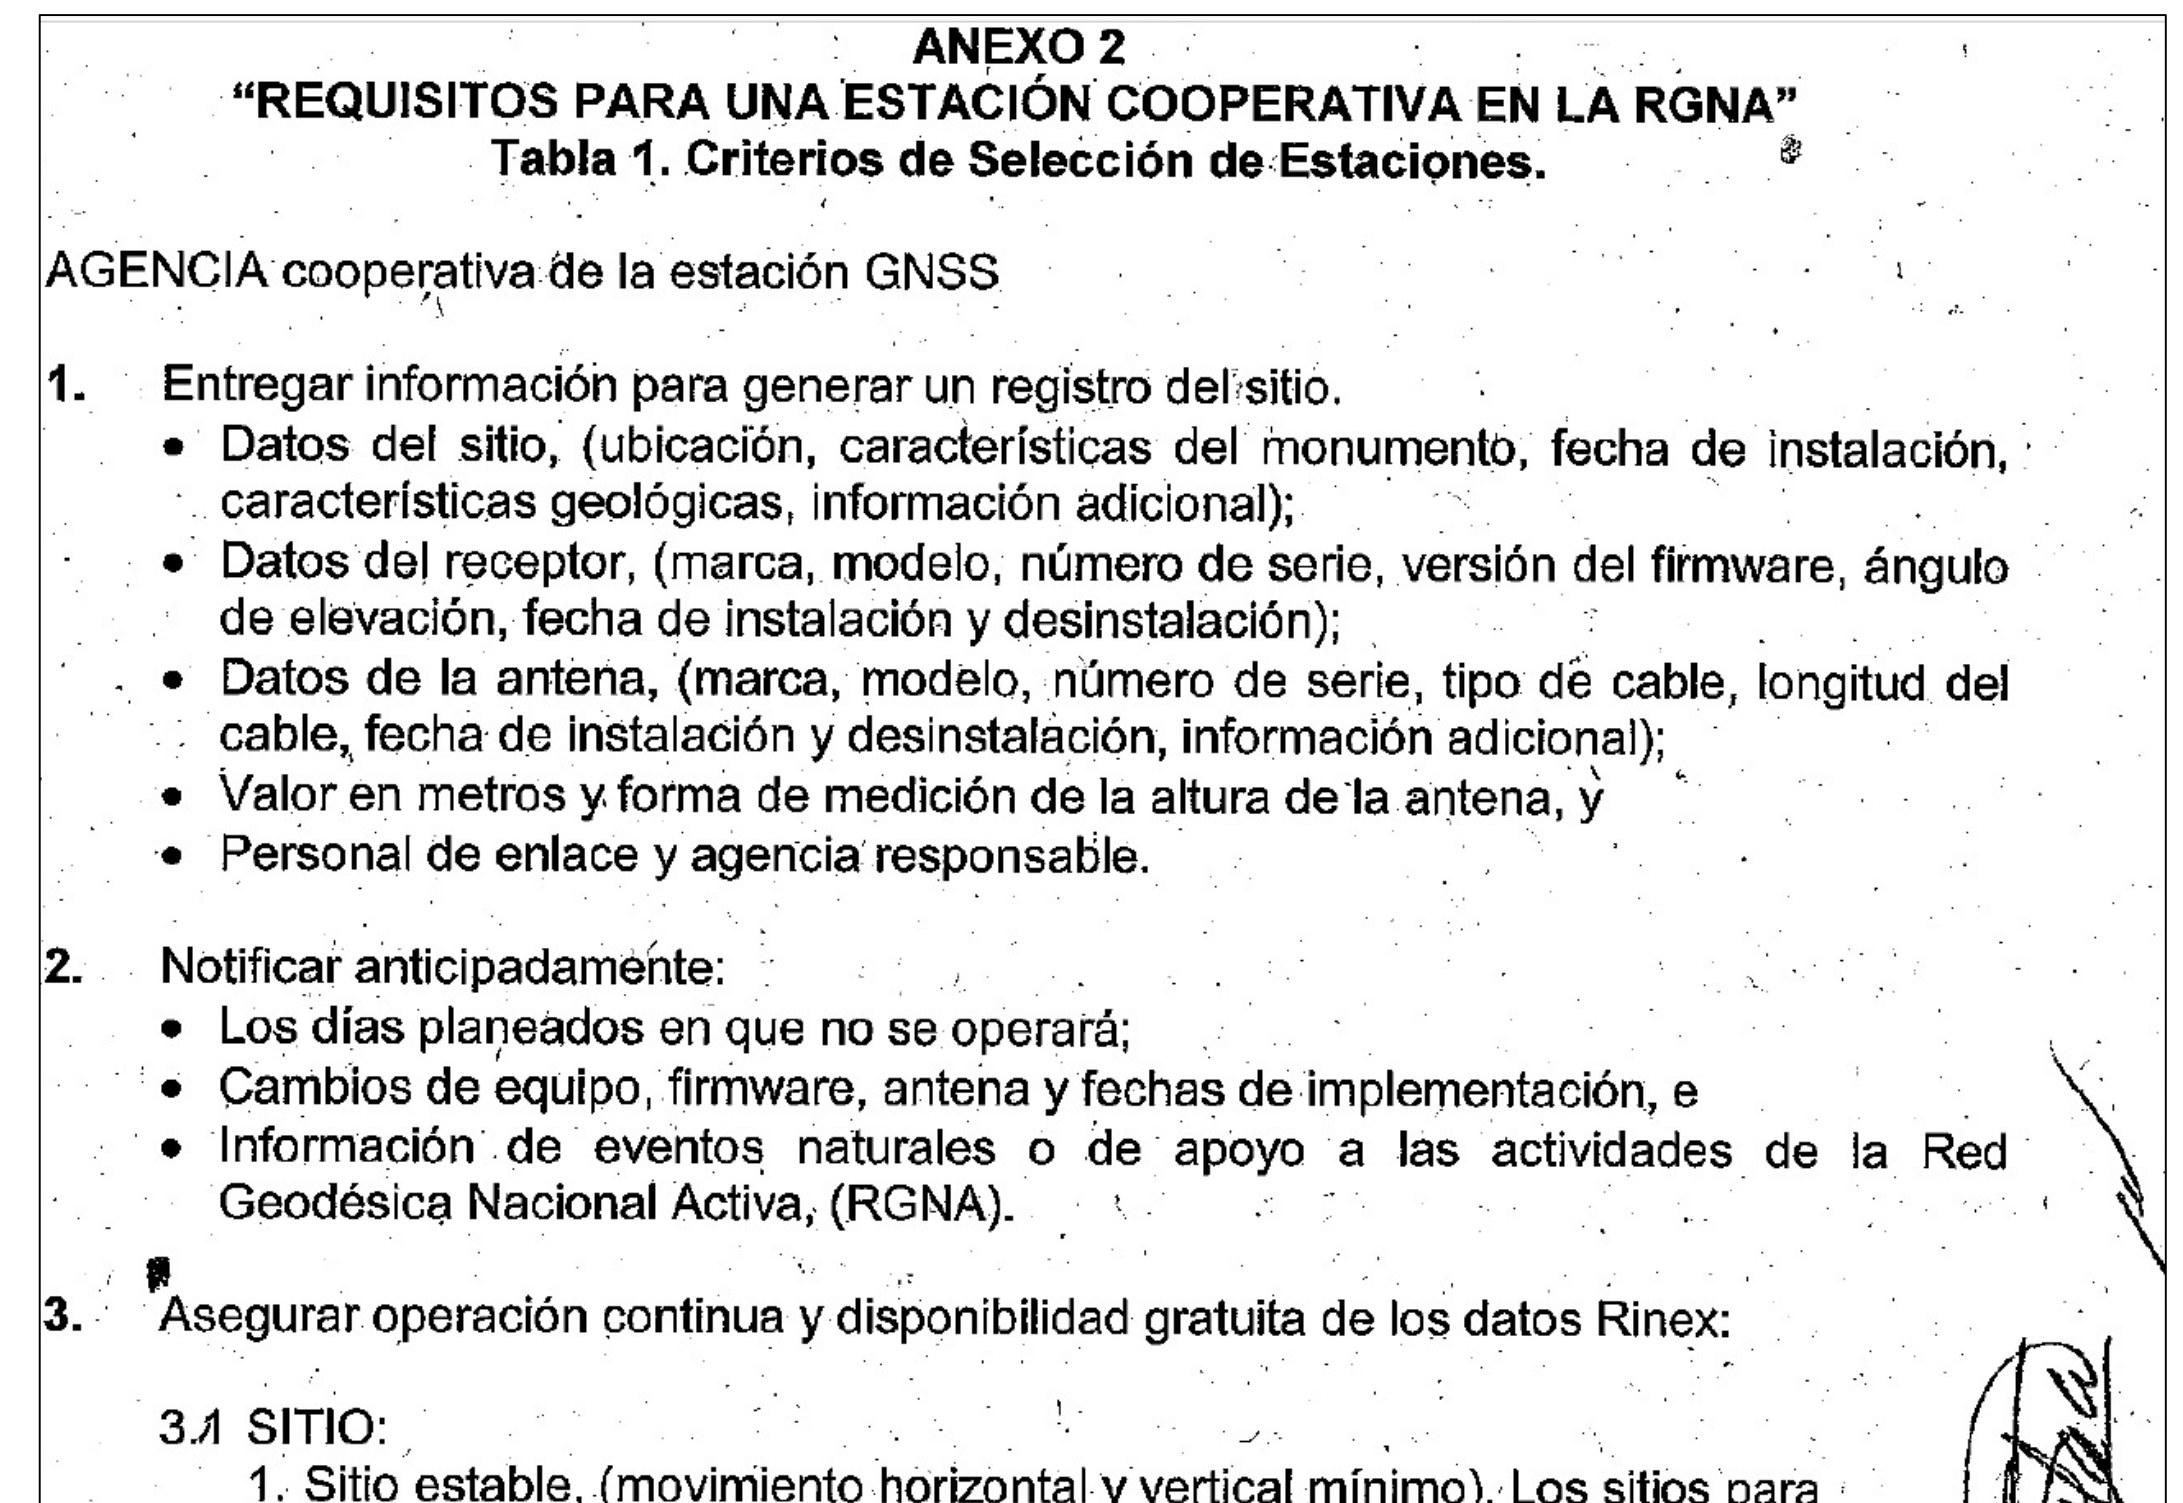 ANEXO 2
“REQUISITOS PARA UNA ESTACIÓN COOPERATIVA EN LA RGNA”
Tabla 1. Criterios de Selección de Estaciones.
AGENCIA cooperativa de la estación GNSS
1. Entregar información para generar un registro del sitio.
• Datos del sitio, (ubicación, características del monumento, fecha de instalación,
características geológicas, información adicional);
• Datos del receptor, (marca, modelo, número de serie, versión del firmware, ángulo
de elevación, fecha de instalación y desinstalación);
• Datos de la antena, (marca, modelo, número de serie, tipo de cable, longitud del
cable, fecha de instalación y desinstalación, información adicional);
• Valor en metros y forma de medición de la altura de la antena, y
• Personal de enlace y agencia responsable.
2. Notificar anticipadamente:
• Los días planeados en que no se operará;
• Cambios de equipo, firmware, antena y fechas de implementación, e
• Información de eventos naturales o de apoyo a las actividades de la Red
Geodésica Nacional Activa, (RGNA).
3. Asegurar operación continua y disponibilidad gratuita de los datos Rinex:
3.1 SITIO:
1. Sitio estable, (movimiento horizontal y vertical mínimo). Los sitios para